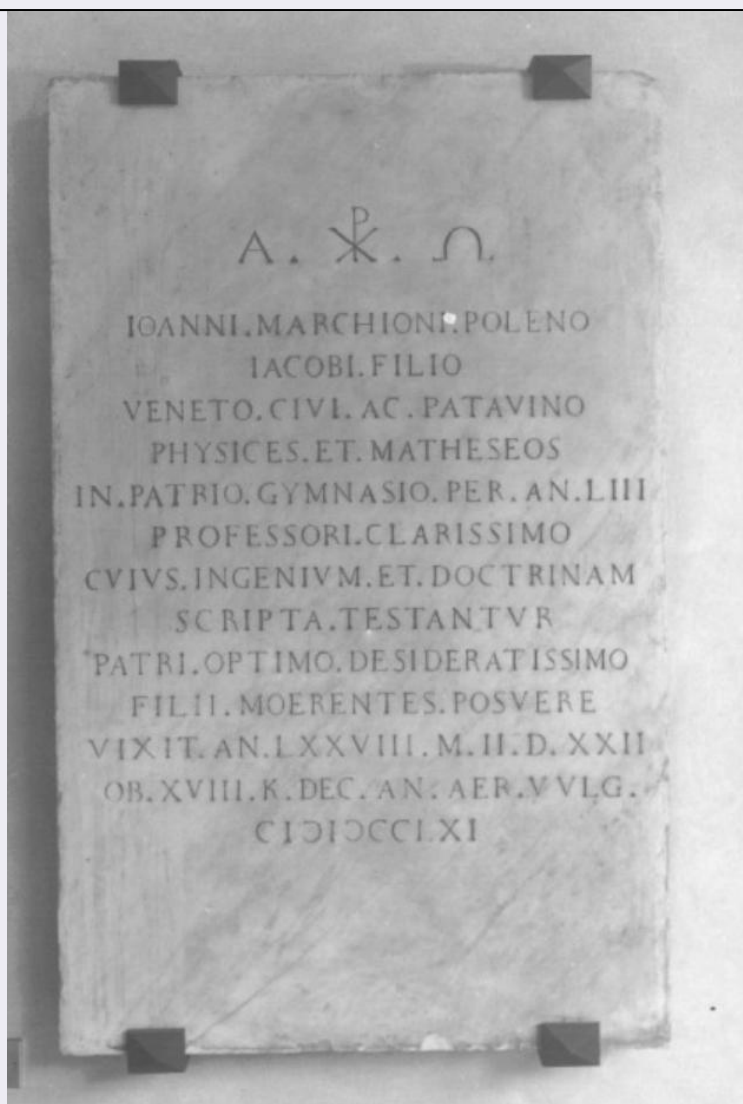 A . ☧ . Ω.
IOANNI.MARCHIONI.POLENO
IACOBI.FILIO
VENETO.CIVI.AC.PATAVINO
PHYSICES.ET.MATHESEOS
IN.PATRIO.GYMNASIO.PER.AN.LIII
PROFESSORI.CLARISSIMO
CVIVS.INGENIVM.ET.DOCTRINAM
SCRIPTA.TESTANTVR
PATRI.OPTIMO.DESIDERATISSIMO
FILII.MOERENTES.POSVERE
VIXIT.AN.LXXVIII.M.II.D.XXII
OB.XVIII.K.DEC.AN.AER.VVLG.
CIƆIƆCCLXI